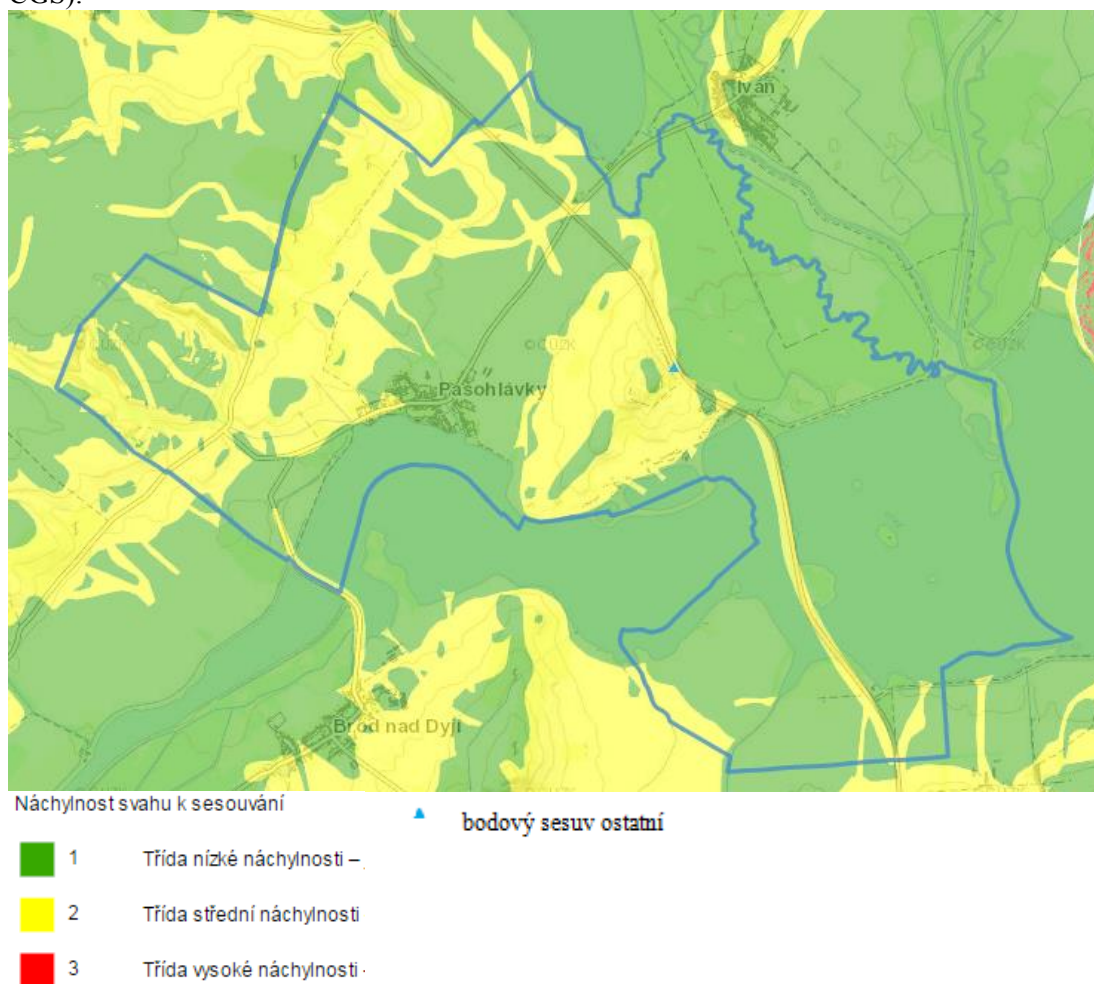 ČGS).
Ivaň
©ČÚZK
©ČÚZK
©ČÚZK
Pasohlávky
Brod nad Dyjí
Náchylnost svahu k sesouvání
bodový sesuv ostatní
1 Třída nízké náchylnosti –
2 Třída střední náchylnosti
3 Třída vysoké náchylnosti -